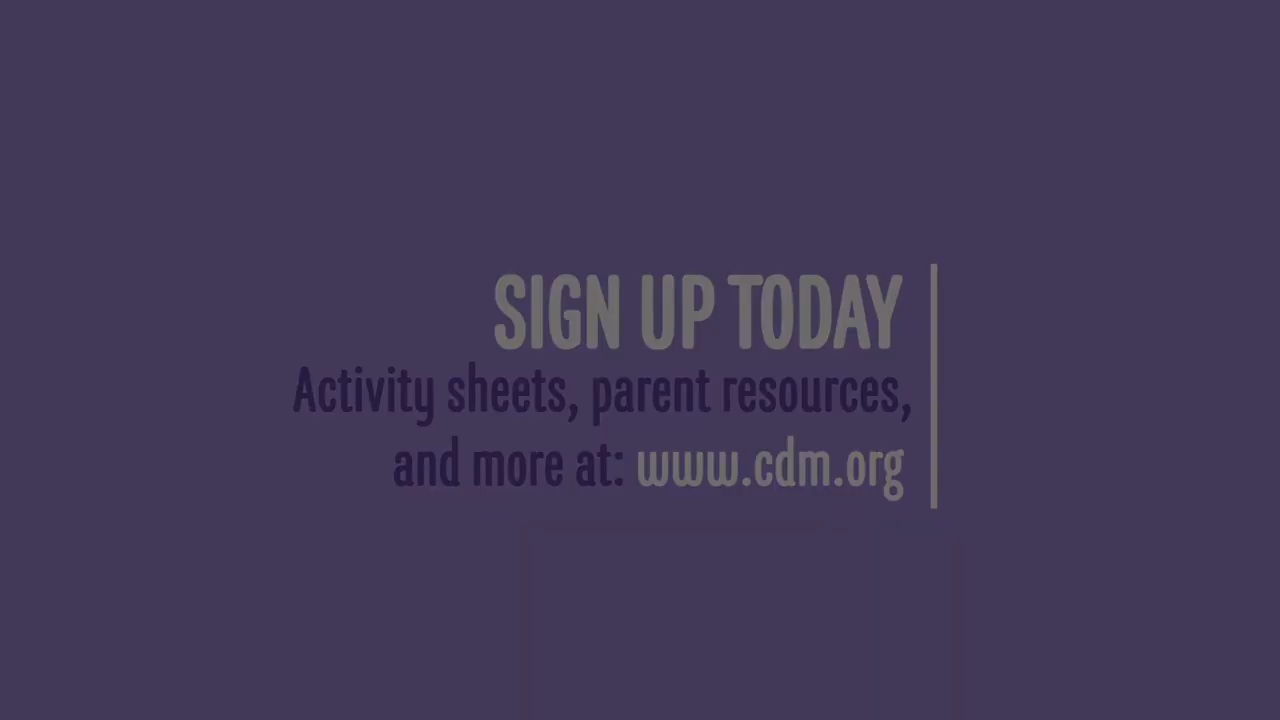 SIGN UP TODAY
Activity sheets, parent resources,
and more at: www.cdm.org